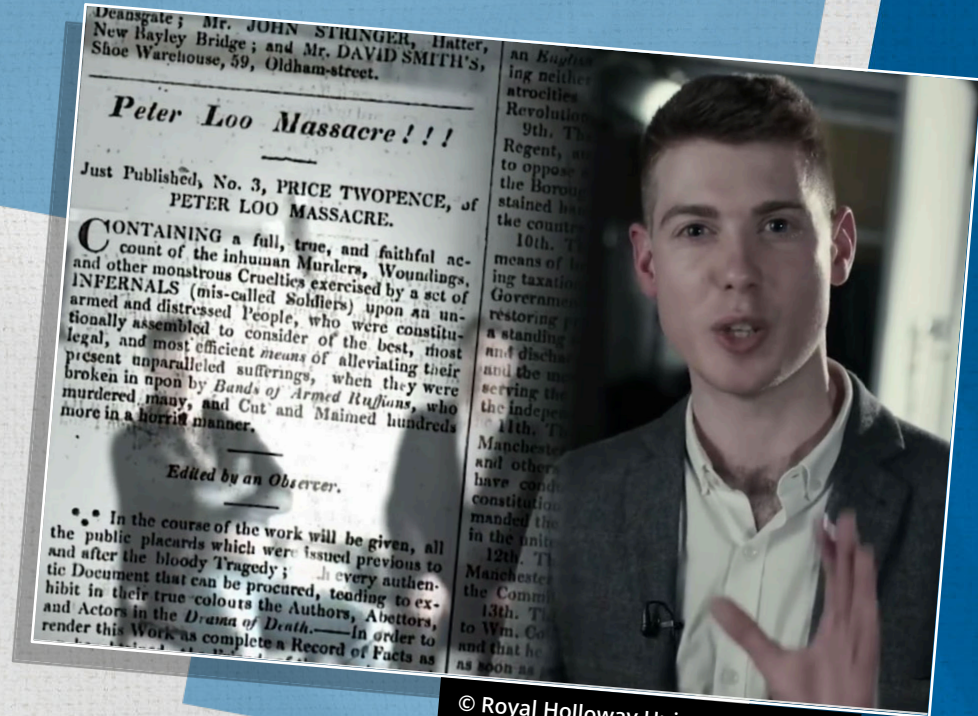 Deansgate; Mr. JOHN STRINGER, Hatter,
New Bayley Bridge; and Mr. DAVID SMITH'S,
Shoe Warehouse, 59, Oldham-street.
Peter Loo Massacre!!!
Just Published, No. 3, PRICE TWOPENCE, of
PETER LOO MASSACRE.
CONTAINING a full, true, and faithful ac-
count of the inhuman Murders, Woundings,
and other monstrous Cruelties exercised by a set of
INFERNALS (mis-called Soldiers) upon an un-
armed and distressed People, who were constitu-
tionally assembled to consider of the best, most
legal, and most efficient means of alleviating their
present unparalleled sufferings, when they were
broken in upon by Bands of Armed Ruffians, who
murdered many, and Cut and Maimed hundreds
more in a horrid manner.
Edited by an Observer.
In the course of the work will be given, all
the public placards which were issued previous to
and after the bloody Tragedy; every authen-
tic Document that can be procured, tending to ex-
hibit in their true colours the Authors, Abettors,
and Actors in the Drama of Death.——In order to
render this Work as complete a Record of Facts as
an
ing neither
atrocities
Revolution
9th.
Regent,
to oppose
the
stained
the
10th.
means of
ing
restoring
a standing
and
and the
serving the
the
11th.
Manchester
and others
have
in the
12th.
the
13th.
to Wm.
and that he
as soon as
© Royal Holloway